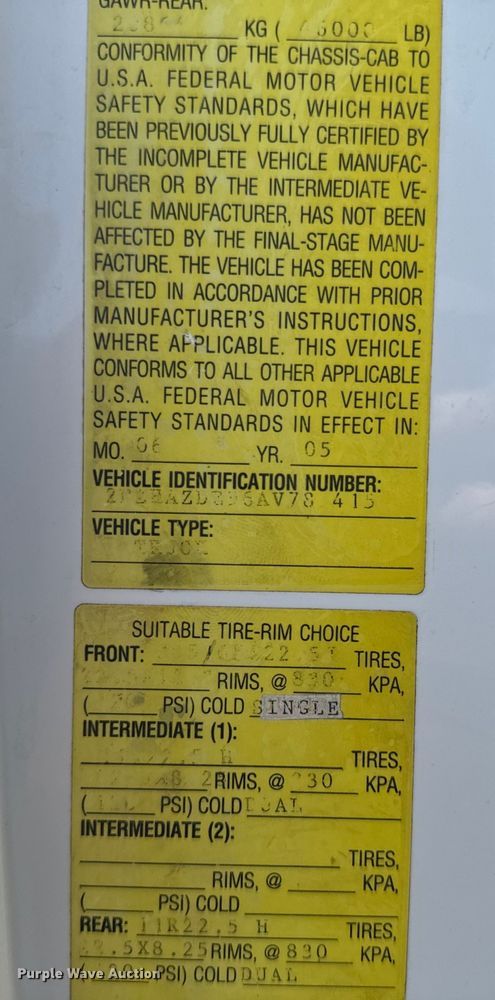 GAWR-REAR:
KG ( LB)
CONFORMITY OF THE CHASSIS-CAB TO
U.S.A. FEDERAL MOTOR VEHICLE
SAFETY STANDARDS, WHICH HAVE
BEEN PREVIOUSLY FULLY CERTIFIED BY
THE INCOMPLETE VEHICLE MANUFAC-
TURER OR BY THE INTERMEDIATE VE-
HICLE MANUFACTURER, HAS NOT BEEN
AFFECTED BY THE FINAL-STAGE MANU-
FACTURE. THE VEHICLE HAS BEEN COM-
PLETED IN ACCORDANCE WITH PRIOR
MANUFACTURER'S INSTRUCTIONS,
WHERE APPLICABLE. THIS VEHICLE
CONFORMS TO ALL OTHER APPLICABLE
U.S.A. FEDERAL MOTOR VEHICLE
SAFETY STANDARDS IN EFFECT IN:
MO. 06 YR. 05
VEHICLE IDENTIFICATION NUMBER:
VEHICLE TYPE:
TRUCK
SUITABLE TIRE-RIM CHOICE
FRONT: TIRES,
RIMS, @ 830 KPA,
( PSI) COLD SINGLE
INTERMEDIATE (1):
TIRES,
RIMS, @ KPA,
( PSI) COLD DUAL
INTERMEDIATE (2):
TIRES,
RIMS, @ KPA,
( PSI) COLD
REAR: 11R22.5 H TIRES,
22.5X8.25 RIMS, @ 830 KPA,
PSI) COLD DUAL
Purple Wave Auction